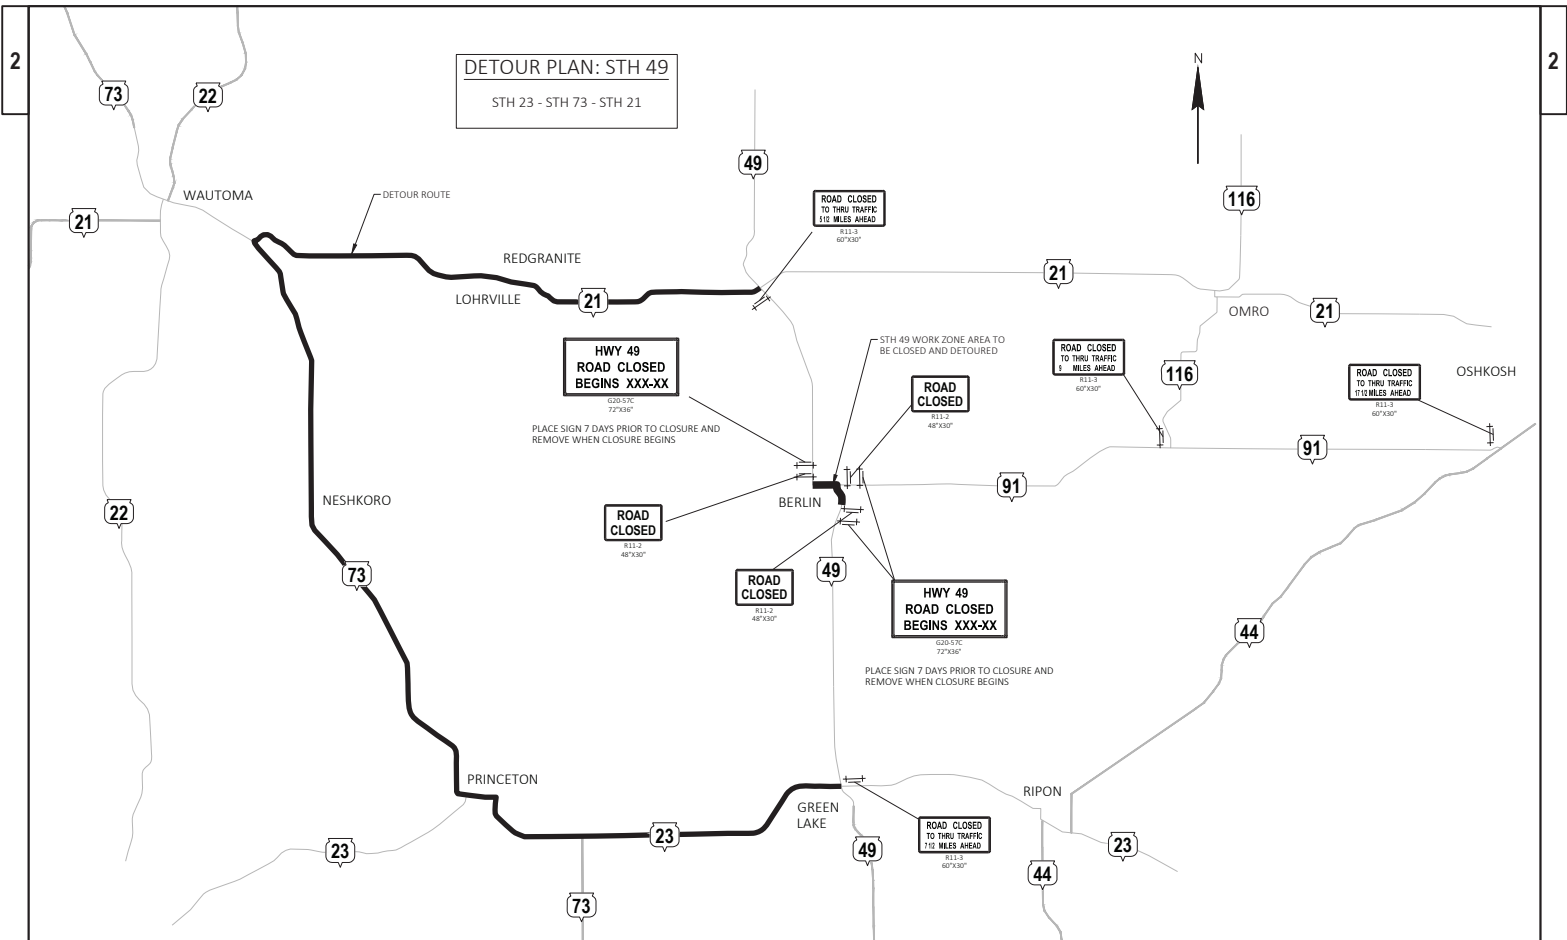 2
2
DETOUR PLAN: STH 49
STH 23 - STH 73 - STH 21
N
73
22
49
116
WAUTOMA
DETOUR ROUTE
21
ROAD CLOSED
TO THRU TRAFFIC
5 1/2 MILES AHEAD
R11-3
60"X30"
REDGRANITE
LOHRVILLE
21
21
OMRO
21
HWY 49
ROAD CLOSED
BEGINS XXX-XX
G20-57C
72"X36"
PLACE SIGN 7 DAYS PRIOR TO CLOSURE AND
REMOVE WHEN CLOSURE BEGINS
STH 49 WORK ZONE AREA TO
BE CLOSED AND DETOURED
ROAD
CLOSED
R11-2
48"X30"
ROAD CLOSED
TO THRU TRAFFIC
9 MILES AHEAD
R11-3
60"X30"
116
ROAD CLOSED
TO THRU TRAFFIC
17 1/2 MILES AHEAD
R11-3
60"X30"
OSHKOSH
91
91
NESHKORO
22
BERLIN
ROAD
CLOSED
R11-2
48"X30"
73
ROAD
CLOSED
R11-2
48"X30"
49
HWY 49
ROAD CLOSED
BEGINS XXX-XX
G20-57C
72"X36"
PLACE SIGN 7 DAYS PRIOR TO CLOSURE AND
REMOVE WHEN CLOSURE BEGINS
44
PRINCETON
GREEN
LAKE
RIPON
23
23
49
ROAD CLOSED
TO THRU TRAFFIC
7 1/2 MILES AHEAD
R11-3
60"X30"
23
44
73